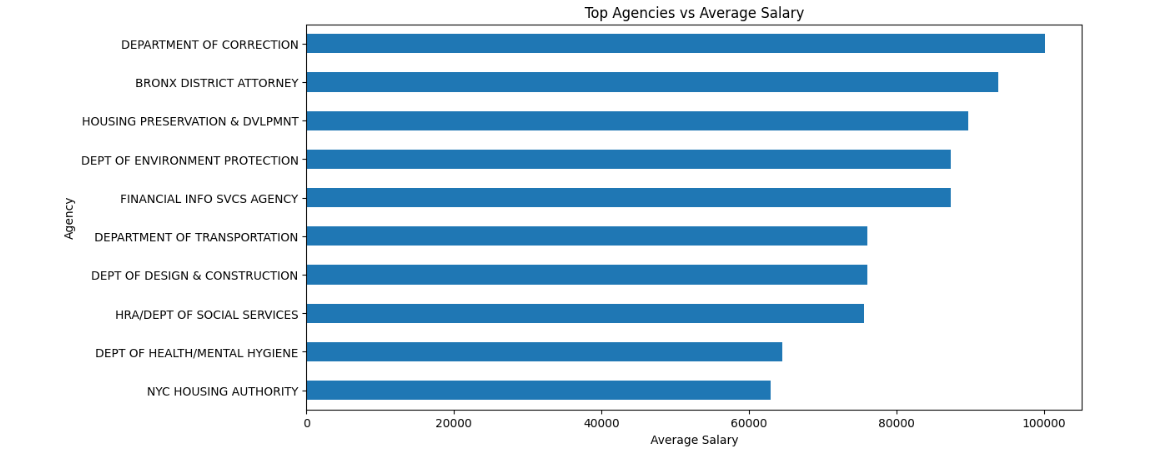 Top Agencies vs Average Salary
DEPARTMENT OF CORRECTION
BRONX DISTRICT ATTORNEY
HOUSING PRESERVATION & DVLPMNT
DEPT OF ENVIRONMENT PROTECTION
FINANCIAL INFO SVCS AGENCY
DEPARTMENT OF TRANSPORTATION
DEPT OF DESIGN & CONSTRUCTION
HRA/DEPT OF SOCIAL SERVICES
DEPT OF HEALTH/MENTAL HYGIENE
NYC HOUSING AUTHORITY
Agency
0 20000 40000 60000 80000 100000
Average Salary